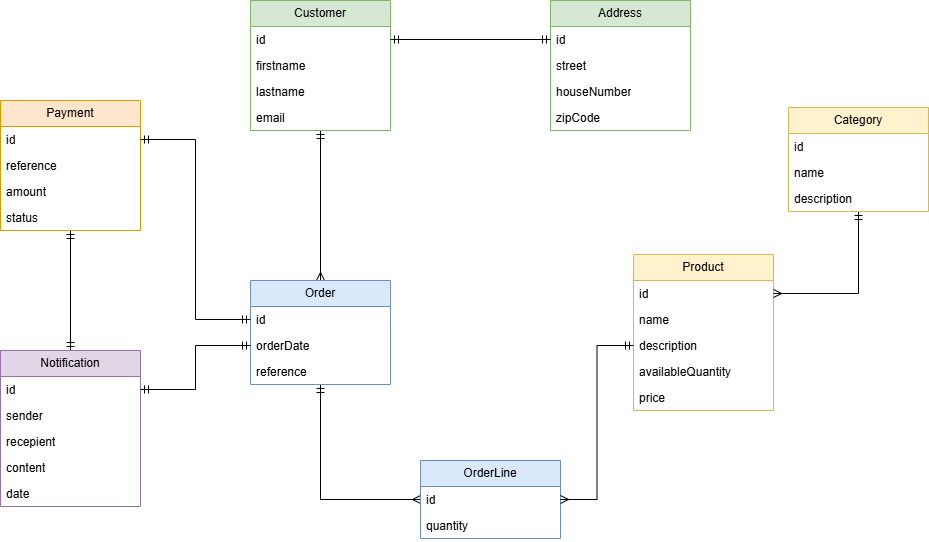 Customer
id
firstname
lastname
email
Address
id
street
houseNumber
zipCode
Payment
id
reference
amount
status
Category
id
name
description
Product
id
name
description
availableQuantity
price
Order
id
orderDate
reference
Notification
id
sender
recepient
content
date
OrderLine
id
quantity